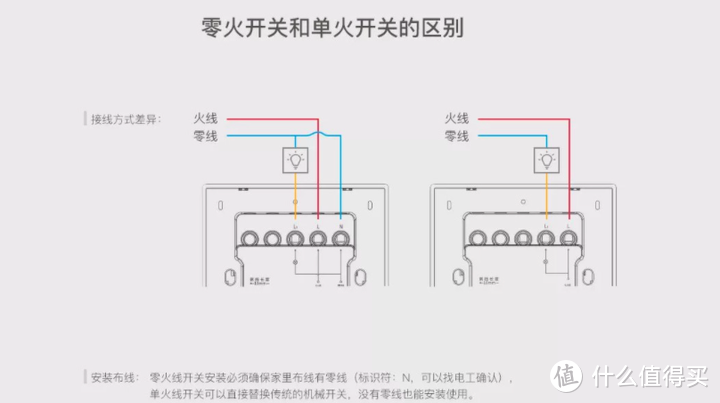 零火开关和单火开关的区别
接线方式差异：
火线
零线
火线
零线
L₁
L
N
L₁
L
安装布线： 零火线开关安装必须确保家里布线有零线（标识符：N，可以找电工确认），
单火线开关可以直接替换传统的机械开关，没有零线也能安装使用。
值 什么值得买